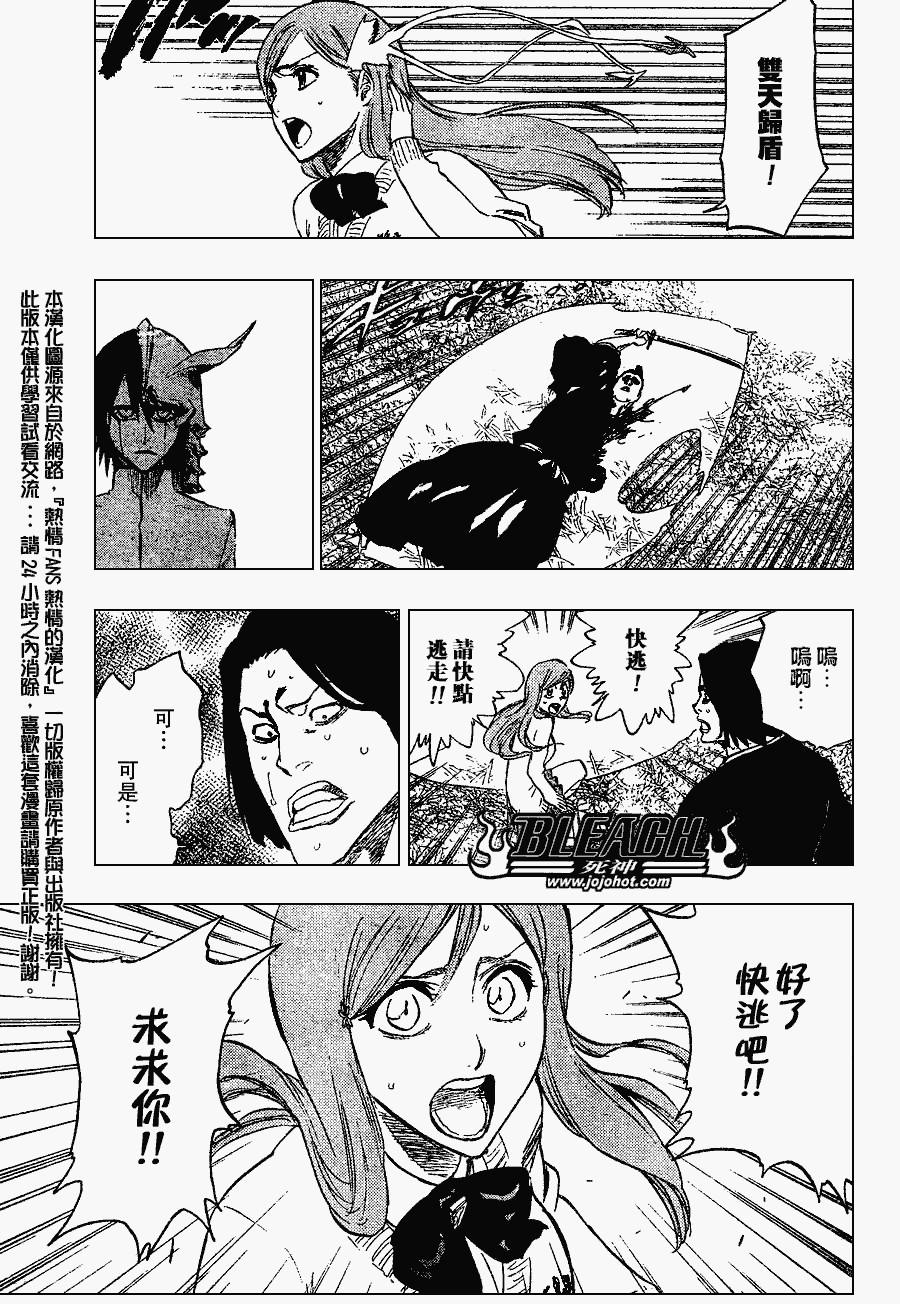 雙天歸盾！
嗚…
嗚啊…
快逃！
請快點
逃走!!
可…
可是…
好了
快逃吧!!
求求你!!
BLEACH
死神
www.jojohot.com
本漢化圖源來自於網路，『熱情FANS熱情的漢化』一切版權歸原作者與出版社擁有！
此版本僅供學習試看交流…請24小時之內消除，喜歡這套漫畫請購買正版！謝謝。